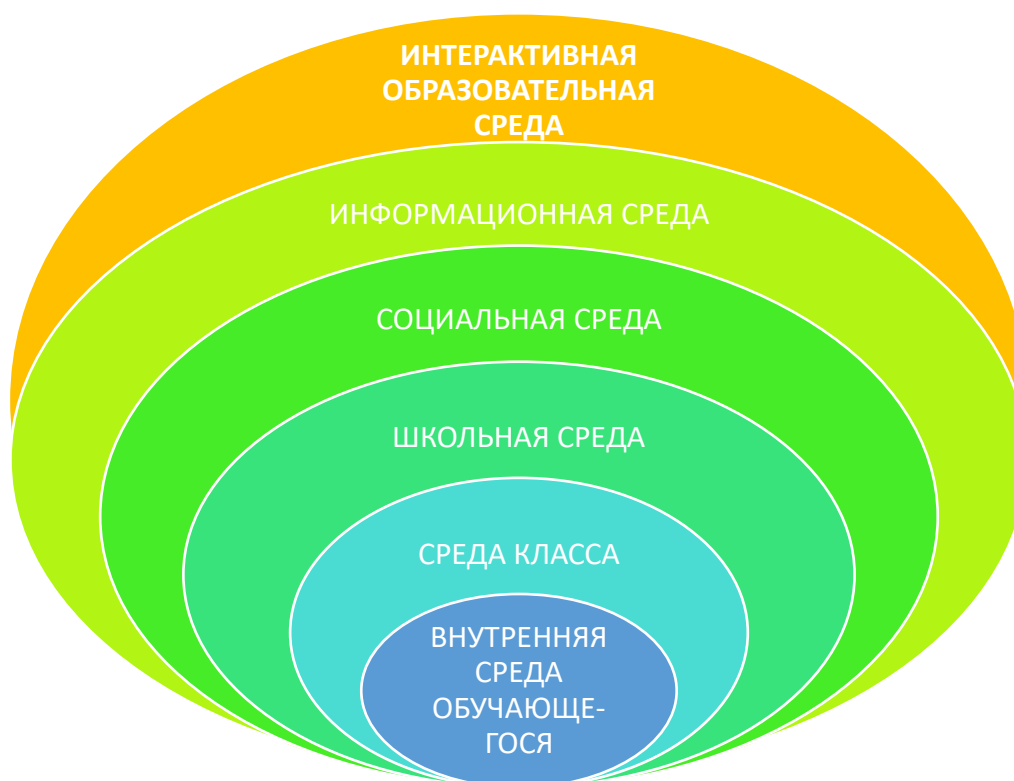 ИНТЕРАКТИВНАЯ
ОБРАЗОВАТЕЛЬНАЯ
СРЕДА
ИНФОРМАЦИОННАЯ СРЕДА
СОЦИАЛЬНАЯ СРЕДА
ШКОЛЬНАЯ СРЕДА
СРЕДА КЛАССА
ВНУТРЕННЯЯ
СРЕДА
ОБУЧАЮЩЕ-
ГОСЯ